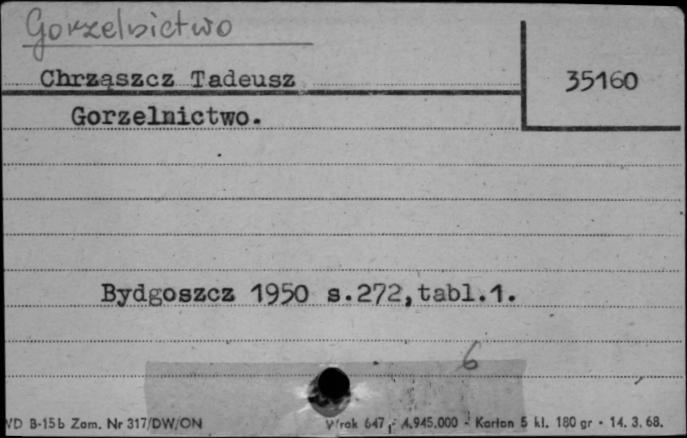 Gorzelnictwo
Chrząszcz Tadeusz
35160
Gorzelnictwo.
Bydgoszcz 1950 s.272,tabl.1.
6
WD B-15b Zam. Nr 317/DW/ON
Wrak 647, - 4.945.000 - Karton 5 kl. 180 gr - 14. 3. 68.